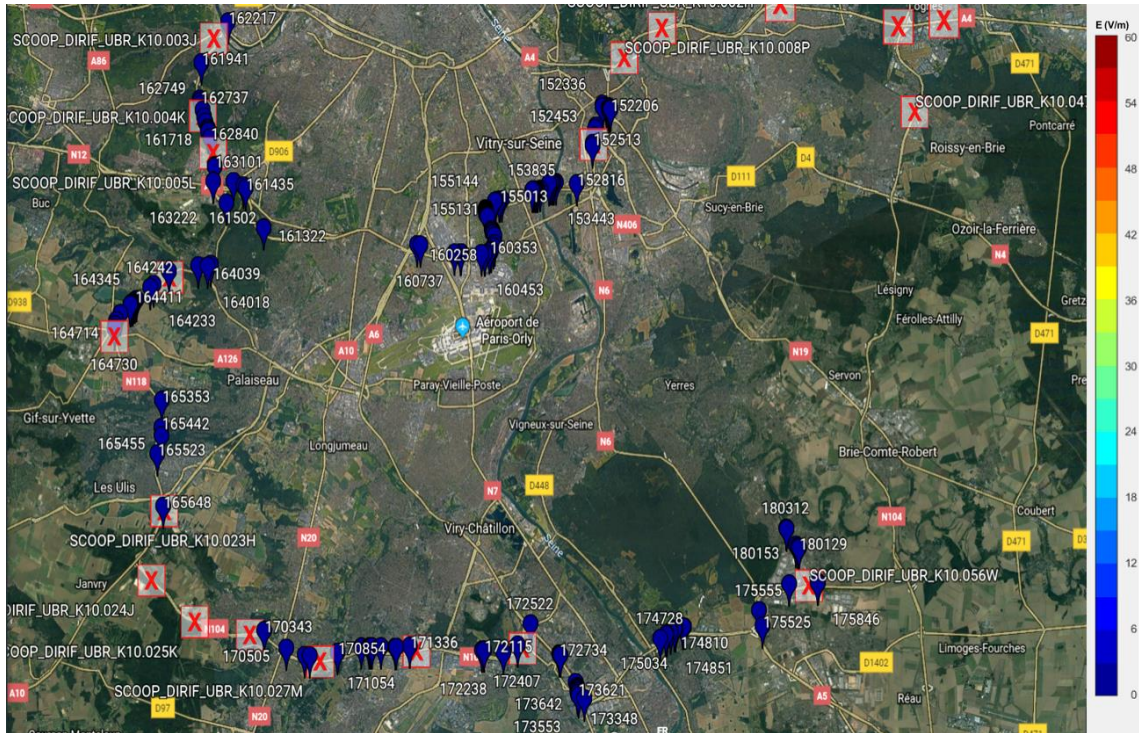 162217
SCOOP_DIRIF_UBR_K10.003J
A86
161941
162749
162737
SCOOP_DIRIF_UBR_K10.004K
161718
162840
N12
D906
163101
SCOOP_DIRIF_UBR_K10.005L
Buc
161435
163222
161502
161322
Seine
A4
SCOOP_DIRIF_UBR_K10.008P
152336
152206
152453
Vitry-sur-Seine
152513
153835
155144
155013
152816
155131
153443
N406
D111
D4
Sucy-en-Brie
A4
D471
Pontcarré
Roissy-en-Brie
Ozoir-la-Ferrière
N4
E (V/m)
60
54
48
42
36
30
24
18
12
6
0
160353
160258
160737
160453
164242
164345
164039
164411
164018
164233
D938
164714
164730
A126
N118
A6
A10
Aéroport de
Paris-Orly
Paray-Vieille-Poste
N6
Lésigny
Férolles-Attilly
D471
N19
Servon
Palaiseau
165353
Gif-sur-Yvette
165442
165455
165523
Les Ulis
Longjumeau
Vigneux-sur-Seine
Yerres
N6
Brie-Comte-Robert
D448
N7
Viry-Châtillon
Seine
165648
SCOOP_DIRIF_UBR_K10.023H
N20
Janvry
180312
N104
Coubert
D471
180153
180129
SCOOP_DIRIF_UBR_K10.056W
175555
175846
175525
DIRIF_UBR_K10.024J
N104
170343
SCOOP_DIRIF_UBR_K10.025K
170505
170854
171336
171054
SCOOP_DIRIF_UBR_K10.027M
172522
172115
172734
172238
172407
174728
174810
175034
174851
Limoges-Fourches
D1402
Réau
A5
173621
173642
173348
173553
A10
D97
N20